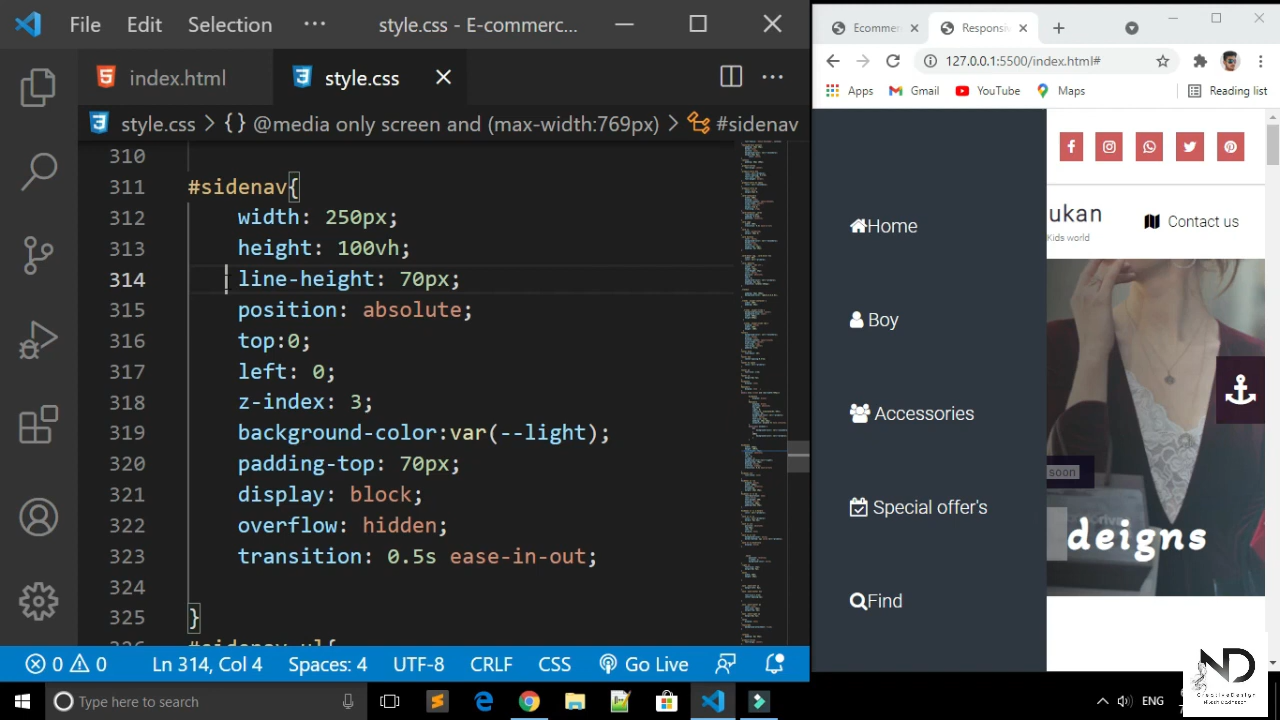 File Edit Selection ··· style.css - E-commerc...
index.html style.css
style.css > {} @media only screen and (max-width:769px) > #sidenav
310
311 #sidenav{
312 width: 250px;
313 height: 100vh;
314 line-height: 70px;
315 position: absolute;
316 top:0;
317 left: 0;
318 z-index: 3;
319 background-color:var(--light);
320 padding-top: 70px;
321 display: block;
322 overflow: hidden;
323 transition: 0.5s ease-in-out;
324
325 }
0 0 Ln 314, Col 4 Spaces: 4 UTF-8 CRLF CSS Go Live
Type here to search
ENG
Ecommer Responsiv
127.0.0.1:5500/index.html#
Apps Gmail YouTube Maps Reading list
ukan
Kids world
Contact us
Home
Boy
Accessories
Special offer's
Find
soon
deigns
ND